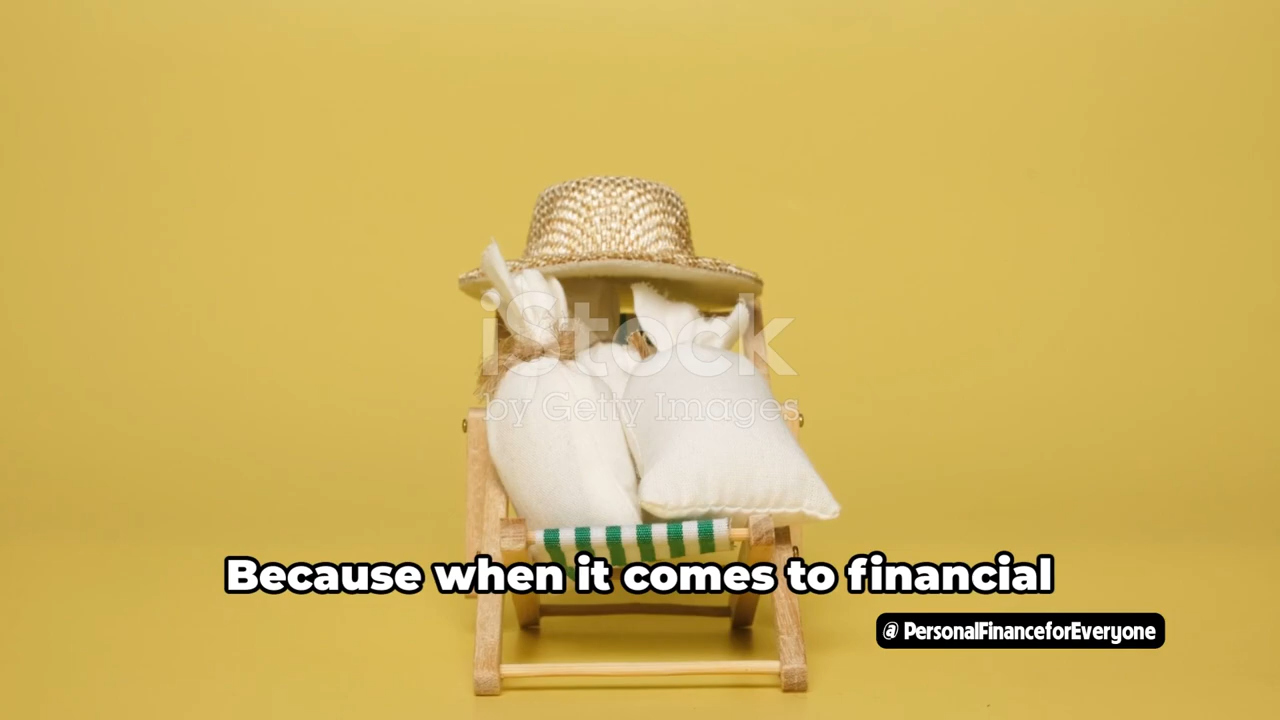 iStock
by Getty Images
Because when it comes to financial
@ PersonalFinanceforEveryone